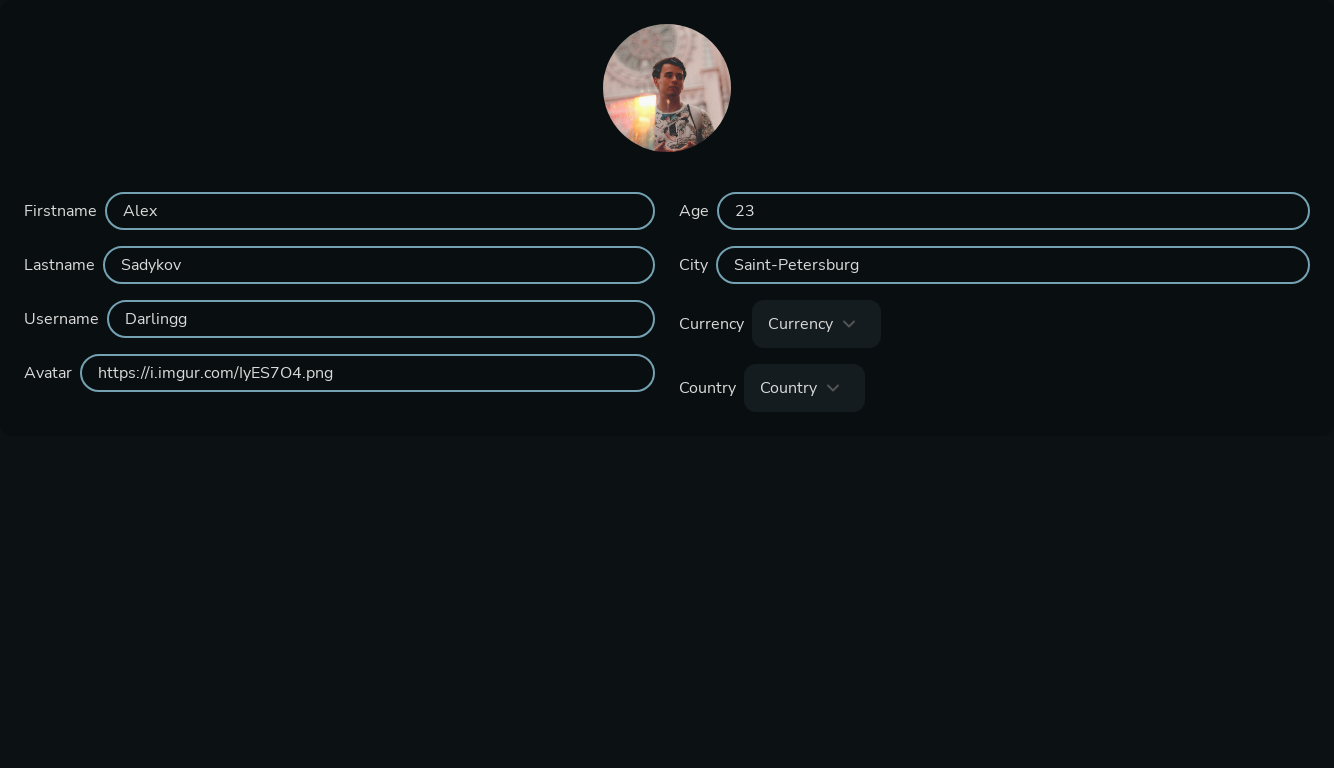 Firstname Alex
Lastname Sadykov
Username Darlingg
Avatar https://i.imgur.com/IyES7O4.png
Age 23
City Saint-Petersburg
Currency Currency
Country Country